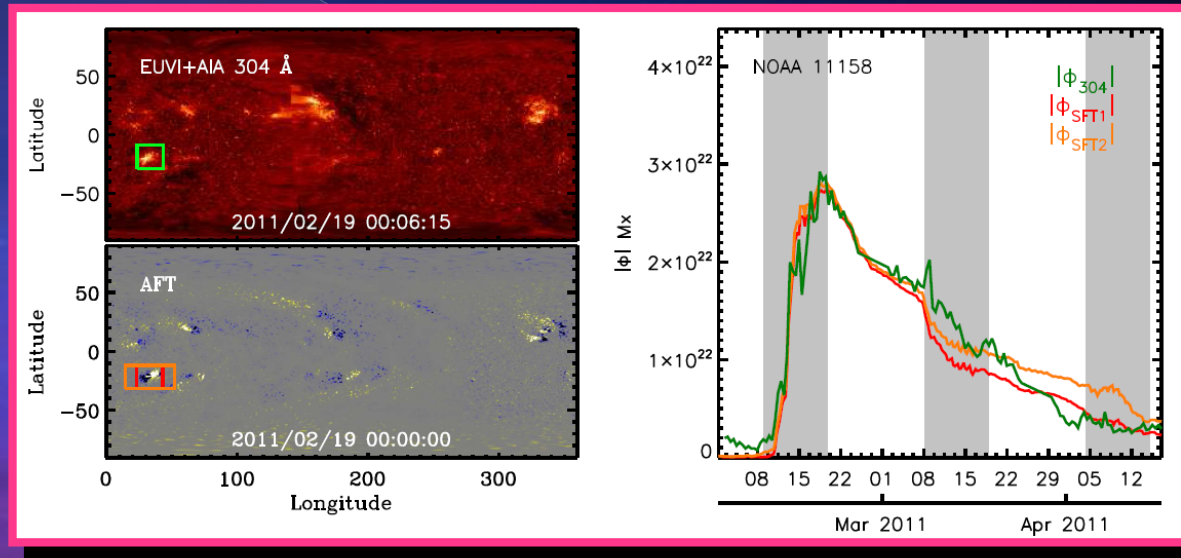 EUVI+AIA 304 Å
50
0
−50
Latitude
2011/02/19 00:06:15
AFT
50
0
−50
Latitude
2011/02/19 00:00:00
0 100 200 300
Longitude
NOAA 11158
|ϕ304|
|ϕSFT1|
|ϕSFT2|
4×10²²
3×10²²
2×10²²
1×10²²
0
|ϕ| Mx
08 15 22 01 08 15 22 29 05 12
Mar 2011 Apr 2011